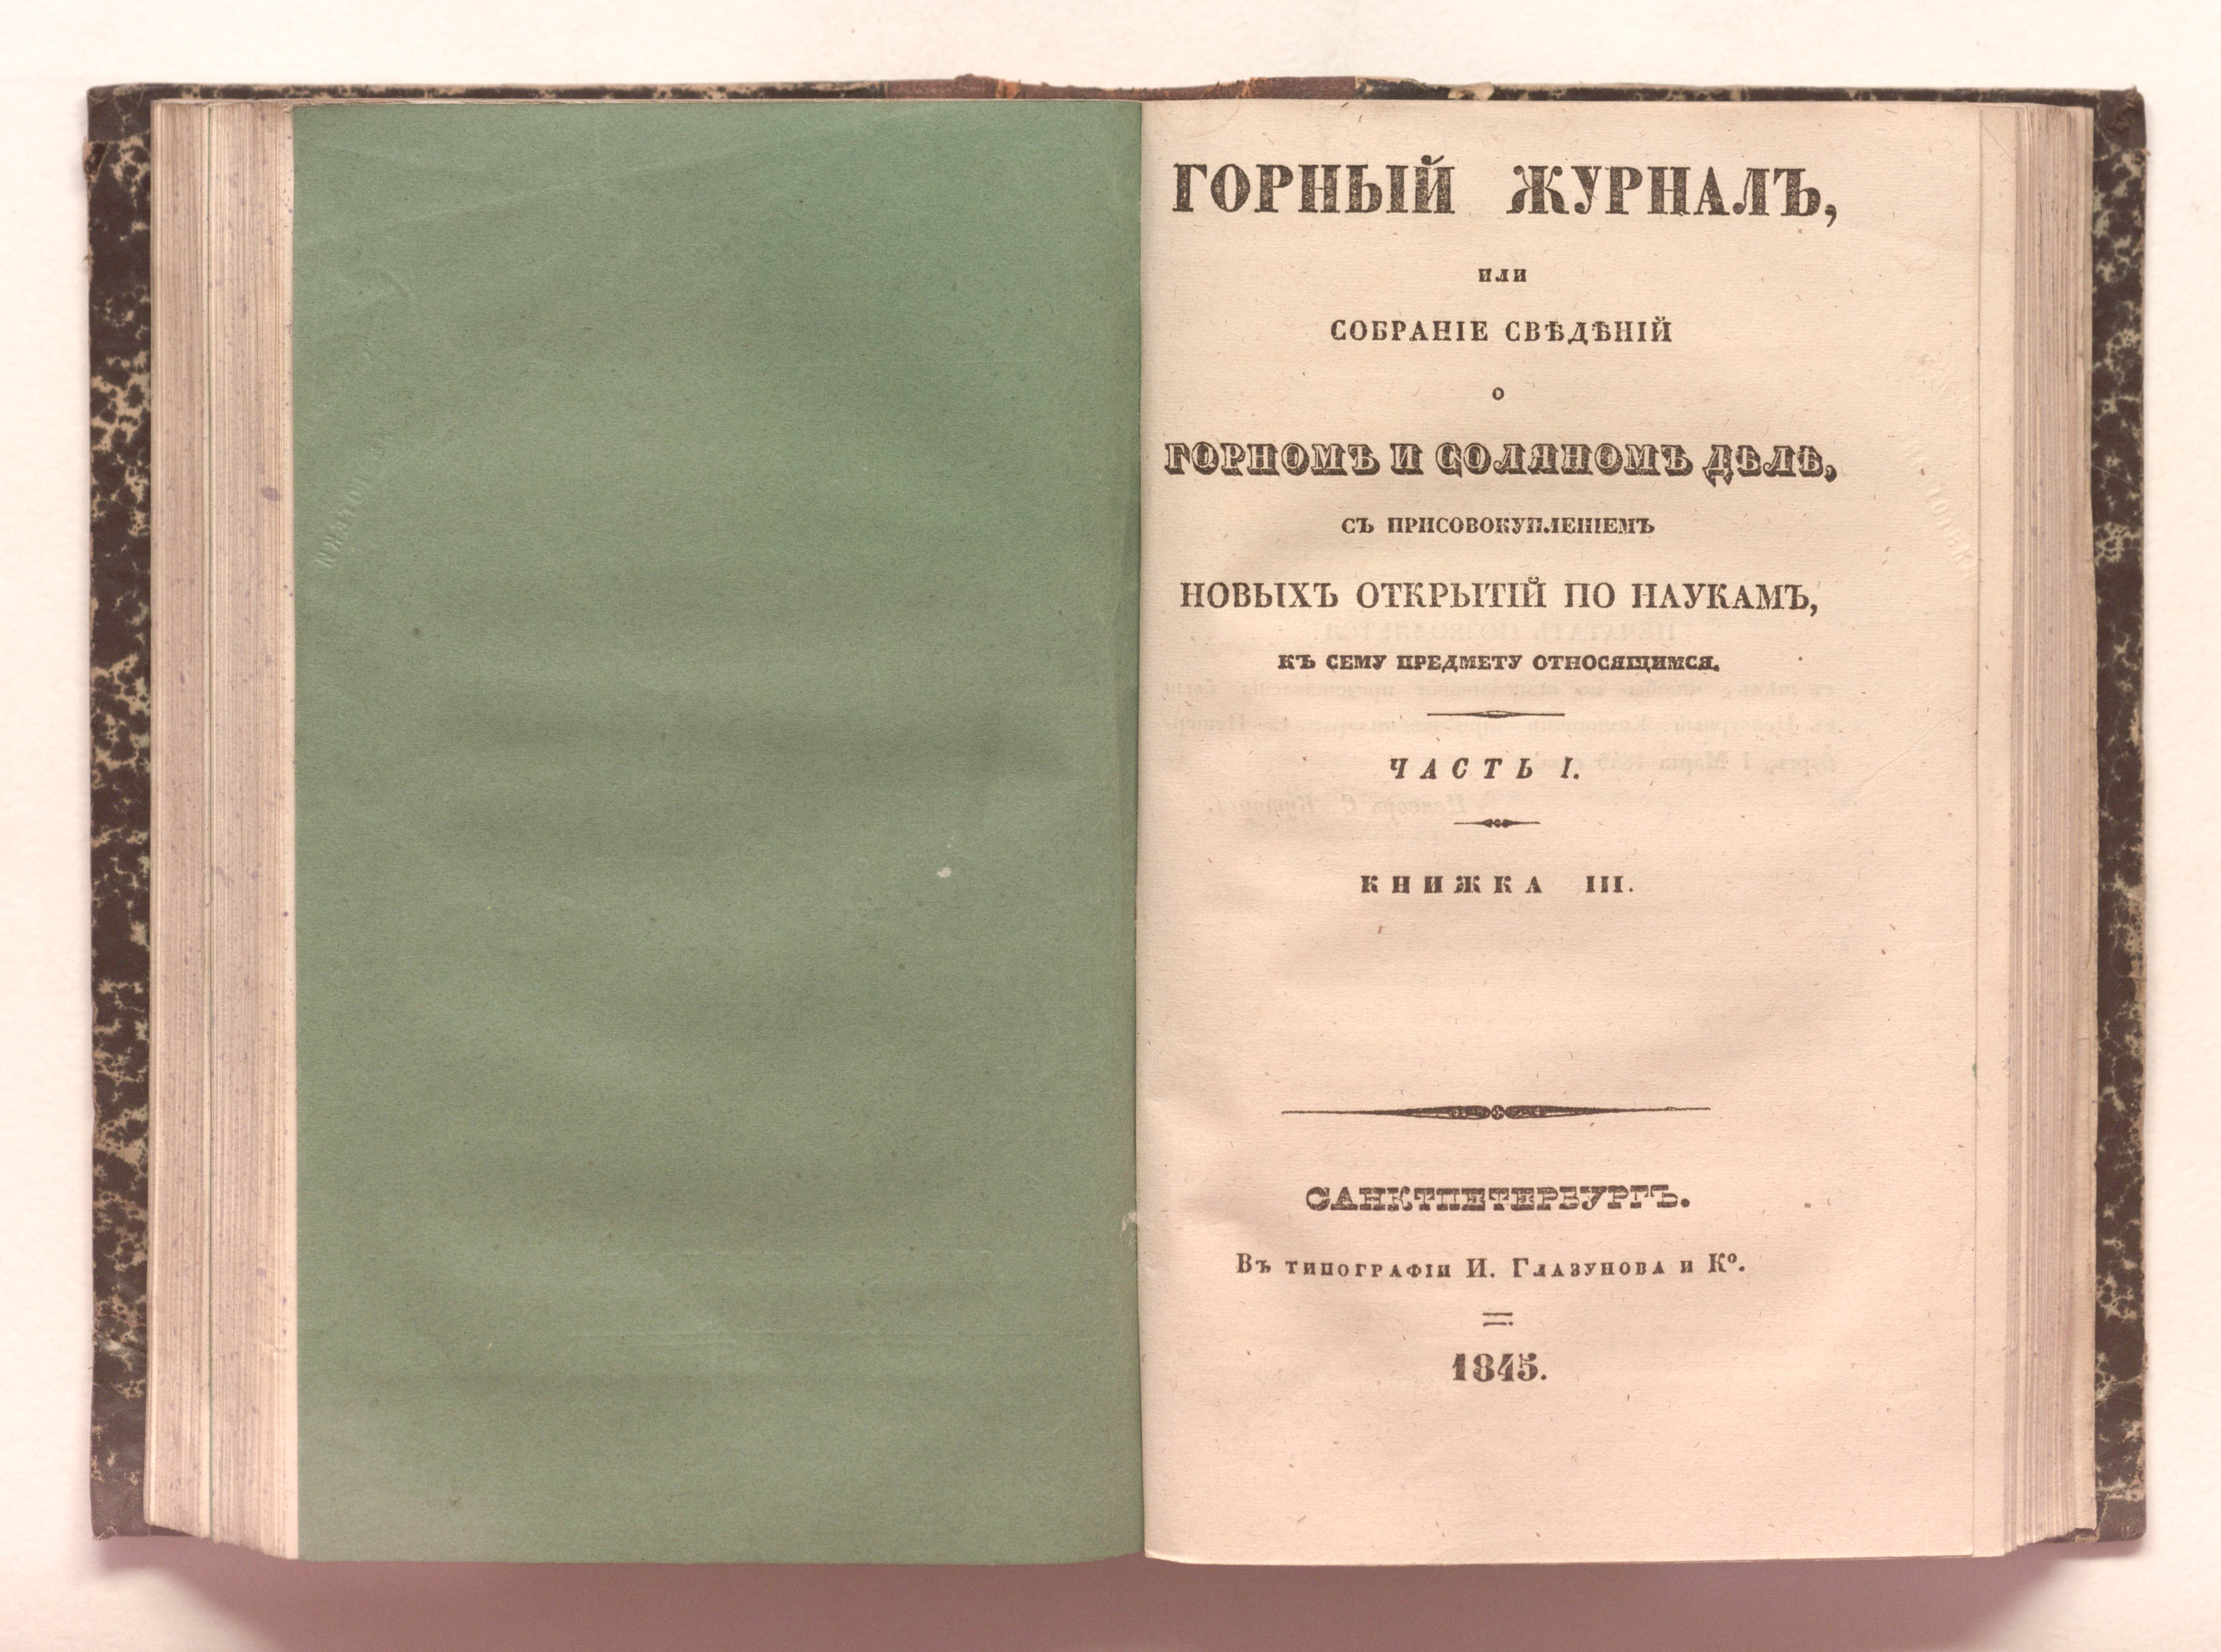 ГОРНЫЙ ЖУРНАЛЪ,
или
СОБРАНІЕ СВѢДѢНІЙ
о
ГОРНОМЪ И СОЛЯНОМЪ ДѢЛѢ,
СЪ ПРИСОВОКУПЛЕНІЕМЪ
НОВЫХЪ ОТКРЫТІЙ ПО НАУКАМЪ,
КЪ СЕМУ ПРЕДМЕТУ ОТНОСЯЩИМСЯ.
ЧАСТЬ I.
КНИЖКА III.
САНКТПЕТЕРБУРГЪ.
Въ типографіи И. Глазунова и Ко.
1845.